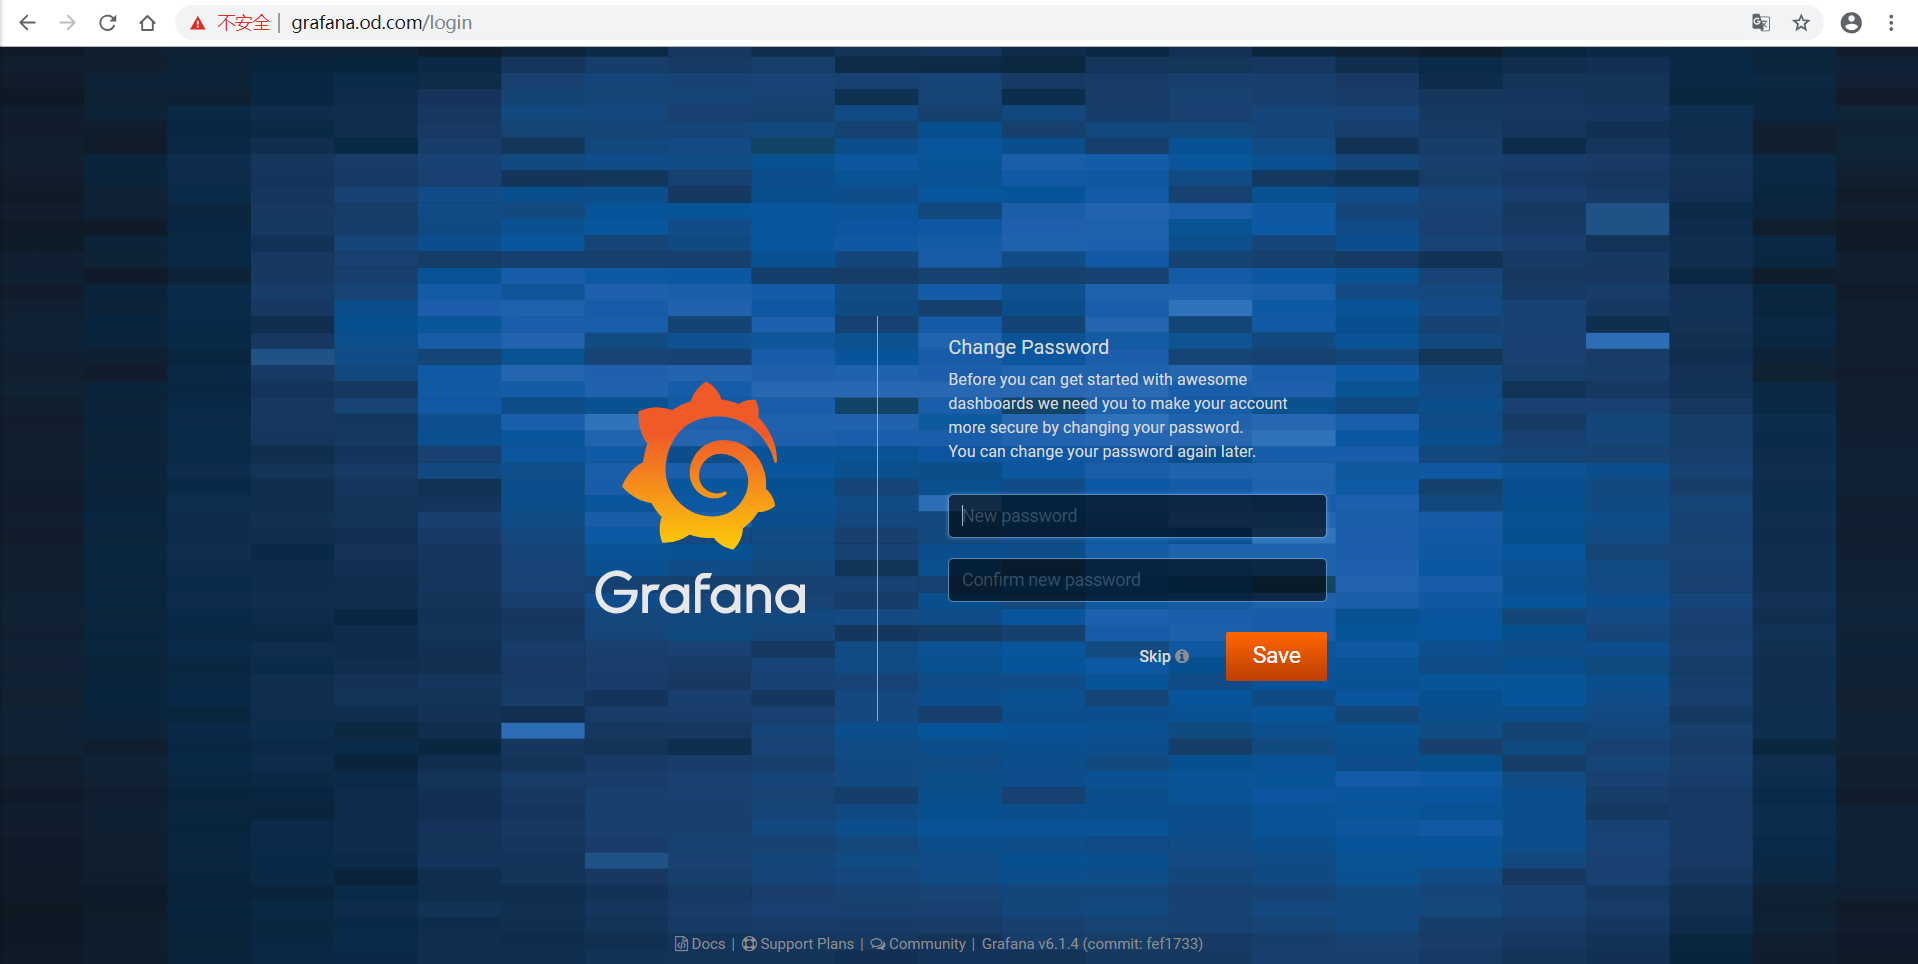 不安全 | grafana.od.com/login
Change Password
Before you can get started with awesome
dashboards we need you to make your account
more secure by changing your password.
You can change your password again later.
New password
Confirm new password
Skip
Save
Grafana
Docs | Support Plans | Community | Grafana v6.1.4 (commit: fef1733)